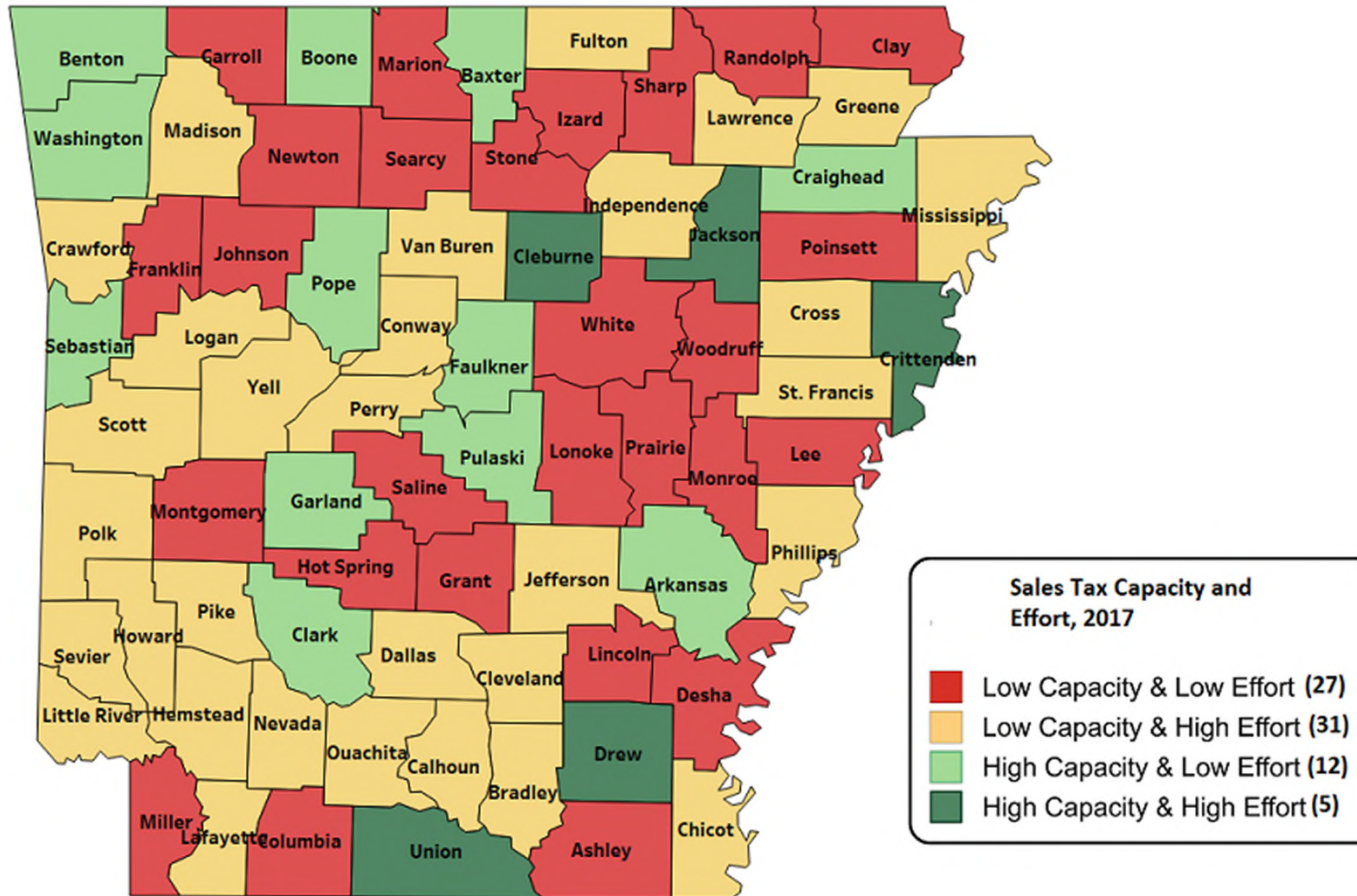 Benton
Carroll
Boone
Marion
Baxter
Fulton
Sharp
Randolph
Clay
Washington
Madison
Newton
Searcy
Stone
Izard
Lawrence
Greene
Craighead
Mississippi
Crawford
Franklin
Johnson
Pope
Van Buren
Cleburne
Independence
Jackson
Poinsett
Sebastian
Logan
Conway
Faulkner
White
Woodruff
Cross
Crittenden
Scott
Yell
Perry
Pulaski
Lonoke
Prairie
Monroe
St. Francis
Lee
Polk
Montgomery
Garland
Saline
Hot Spring
Grant
Jefferson
Arkansas
Phillips
Sevier
Howard
Pike
Clark
Dallas
Cleveland
Lincoln
Desha
Little River
Hemstead
Nevada
Ouachita
Calhoun
Bradley
Drew
Miller
Lafayette
Columbia
Union
Ashley
Chicot
Sales Tax Capacity and
Effort, 2017
Low Capacity & Low Effort (27)
Low Capacity & High Effort (31)
High Capacity & Low Effort (12)
High Capacity & High Effort (5)